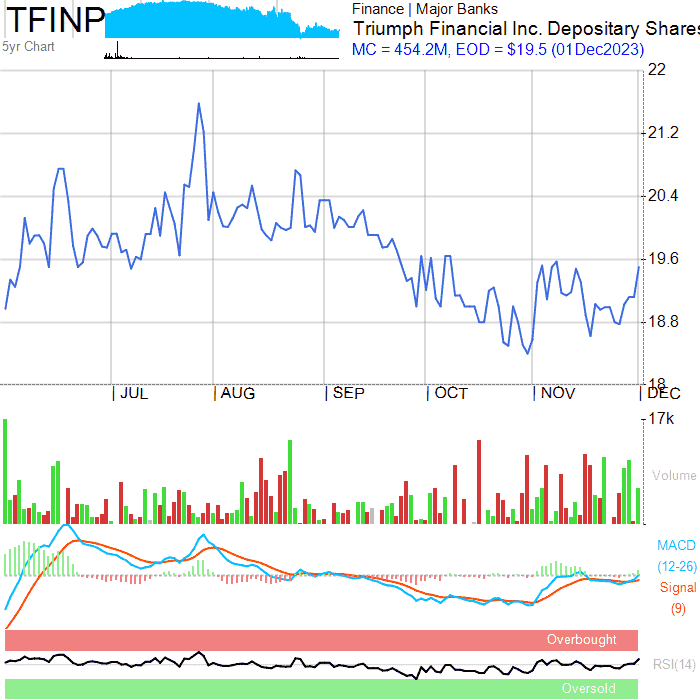 TFINP
5yr Chart
Finance | Major Banks
Triumph Financial Inc. Depositary Shares
MC = 454.2M, EOD = $19.5 (01Dec2023)
22
21.2
20.4
19.6
18.8
18
| JUL | AUG | SEP | OCT | NOV | DEC
17k
Volume
MACD
(12-26)
Signal
(9)
Overbought
RSI(14)
Oversold